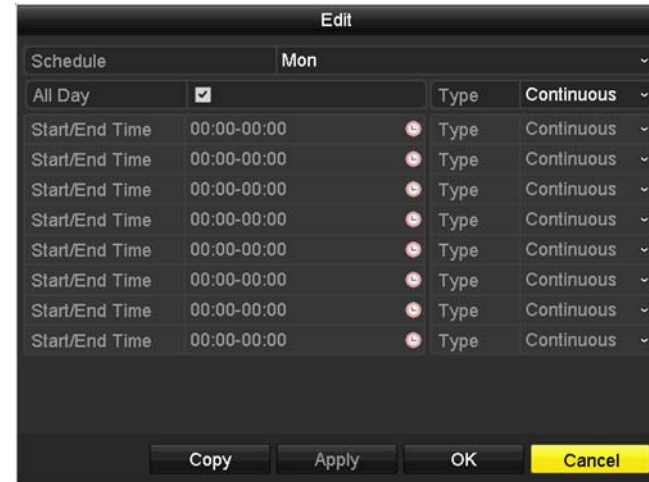 Edit
Schedule Mon
All Day Type Continuous
Start/End Time 00:00-00:00 Type Continuous
Start/End Time 00:00-00:00 Type Continuous
Start/End Time 00:00-00:00 Type Continuous
Start/End Time 00:00-00:00 Type Continuous
Start/End Time 00:00-00:00 Type Continuous
Start/End Time 00:00-00:00 Type Continuous
Start/End Time 00:00-00:00 Type Continuous
Start/End Time 00:00-00:00 Type Continuous
Copy Apply OK Cancel